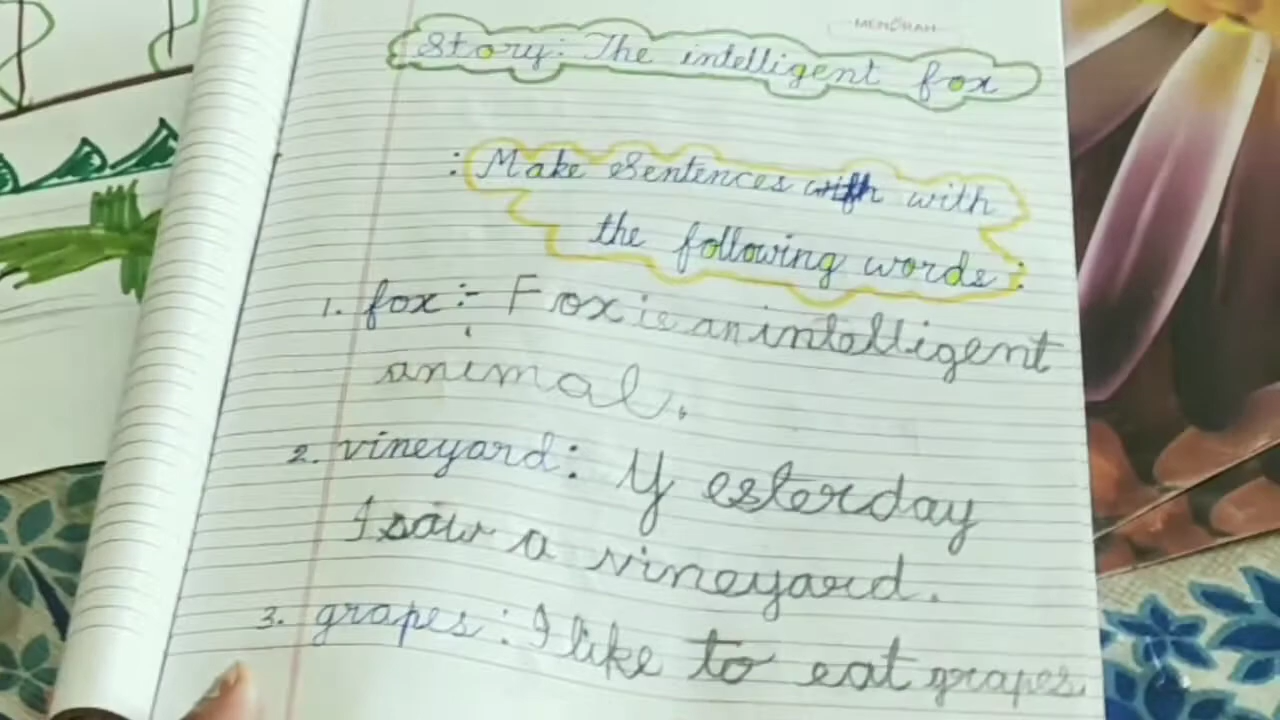 MENORAH
Story: The intelligent fox
: Make Sentences with with
the following words:
1. fox :- Fox is an intelligent
animal.
2. vineyard: Yesterday
I saw a vineyard.
3. grapes: I like to eat grapes.